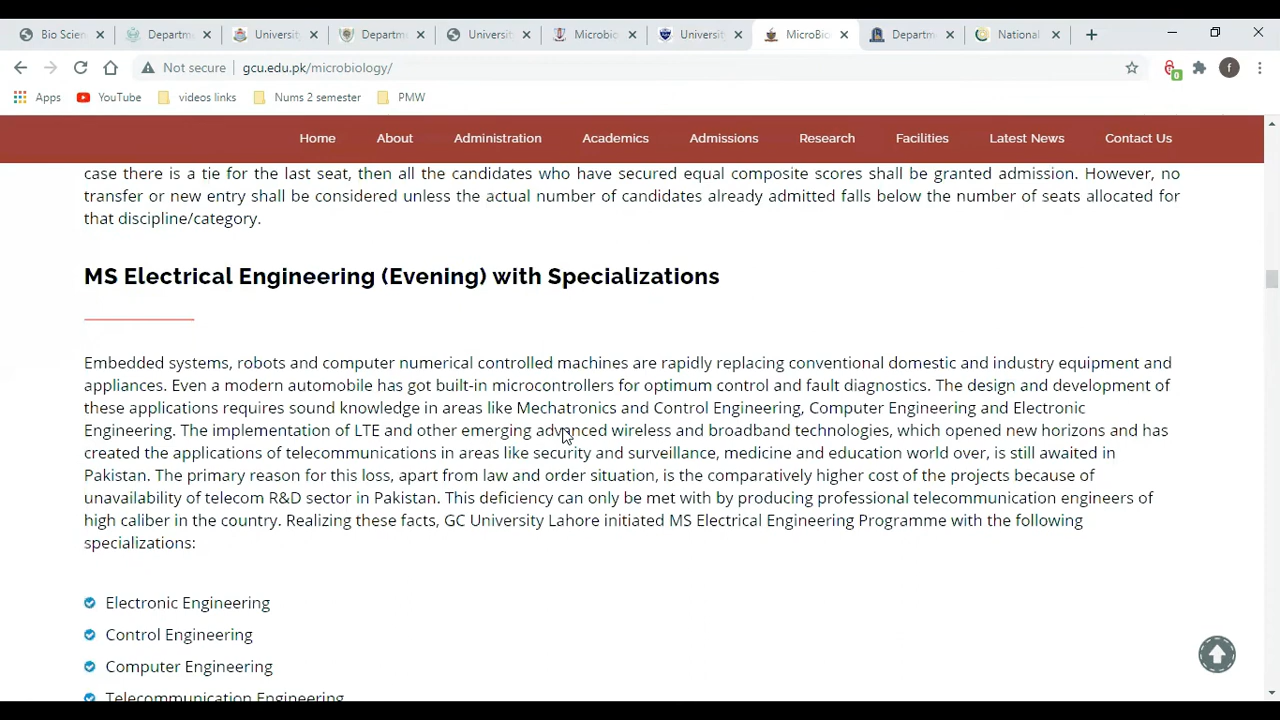 Bio Scien
Departm
Universit
Departm
Universit
Microbio
Universit
MicroBio
Departm
National
Not secure
gcu.edu.pk/microbiology/
0
f
Apps
YouTube
videos links
Nums 2 semester
PMW
Home
About
Administration
Academics
Admissions
Research
Facilities
Latest News
Contact Us
case there is a tie for the last seat, then all the candidates who have secured equal composite scores shall be granted admission. However, no
transfer or new entry shall be considered unless the actual number of candidates already admitted falls below the number of seats allocated for
that discipline/category.
MS Electrical Engineering (Evening) with Specializations
Embedded systems, robots and computer numerical controlled machines are rapidly replacing conventional domestic and industry equipment and
appliances. Even a modern automobile has got built-in microcontrollers for optimum control and fault diagnostics. The design and development of
these applications requires sound knowledge in areas like Mechatronics and Control Engineering, Computer Engineering and Electronic
Engineering. The implementation of LTE and other emerging advanced wireless and broadband technologies, which opened new horizons and has
created the applications of telecommunications in areas like security and surveillance, medicine and education world over, is still awaited in
Pakistan. The primary reason for this loss, apart from law and order situation, is the comparatively higher cost of the projects because of
unavailability of telecom R&D sector in Pakistan. This deficiency can only be met with by producing professional telecommunication engineers of
high caliber in the country. Realizing these facts, GC University Lahore initiated MS Electrical Engineering Programme with the following
specializations:
Electronic Engineering
Control Engineering
Computer Engineering
Telecommunication Engineering